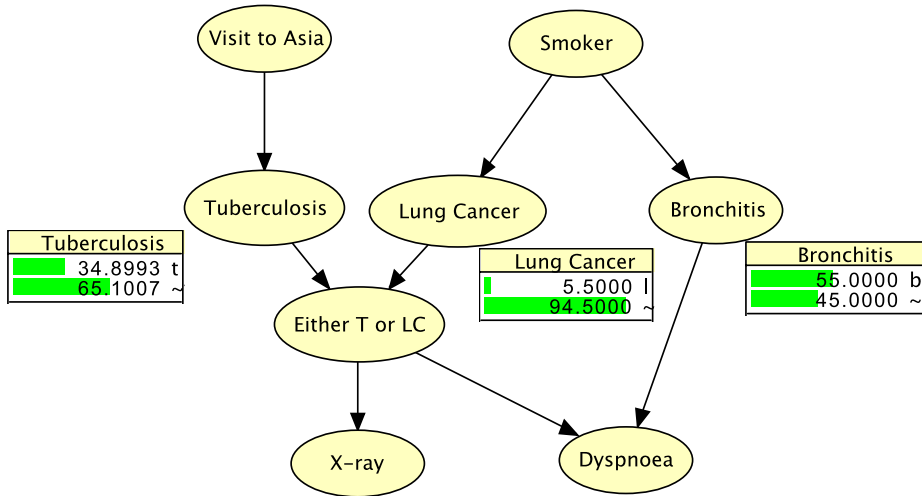 Visit to Asia
Smoker
Tuberculosis
Lung Cancer
Bronchitis
Tuberculosis
34.8993 t
65.1007 ~
Lung Cancer
5.5000 l
94.5000 ~
Bronchitis
55.0000 b
45.0000 ~
Either T or LC
X-ray
Dyspnoea